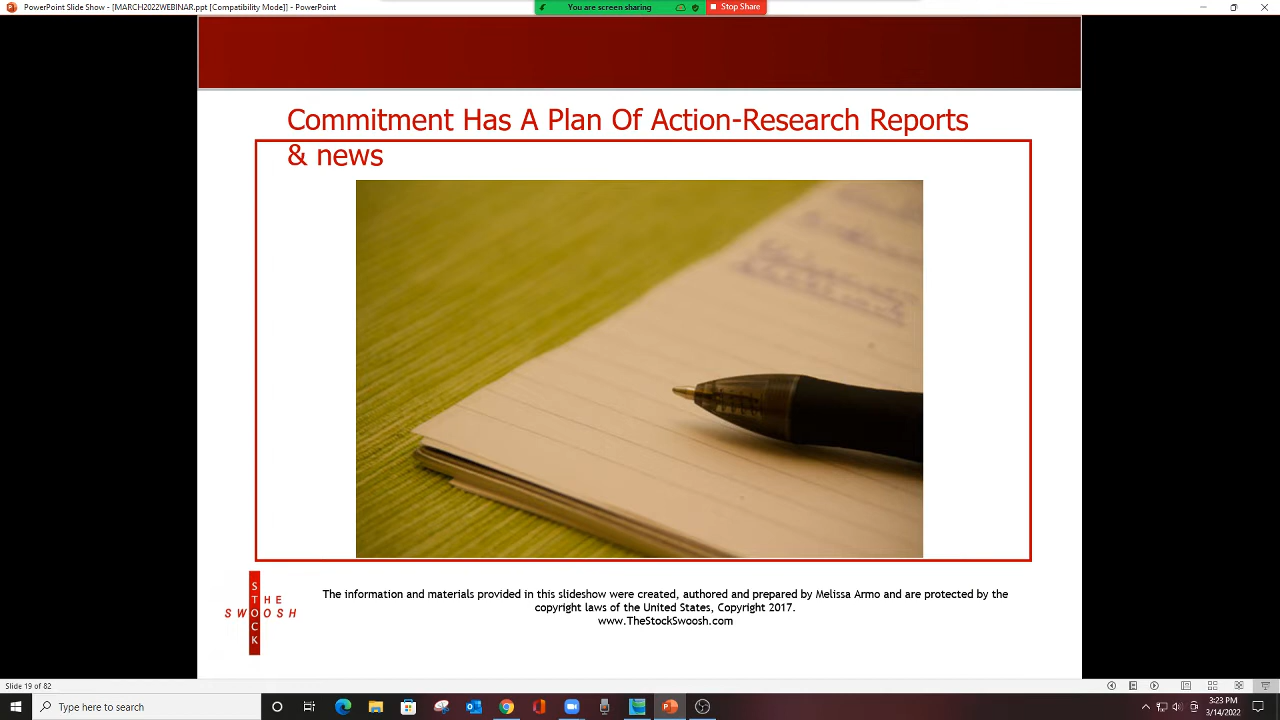 PowerPoint Slide Show - [MARCH2022WEBINAR.ppt [Compatibility Mode]] - PowerPoint
You are screen sharing
Stop Share
Commitment Has A Plan Of Action-Research Reports
& news
THE
STOCK
SWOOSH
The information and materials provided in this slideshow were created, authored and prepared by Melissa Armo and are protected by the
copyright laws of the United States, Copyright 2017.
www.TheStockSwoosh.com
Slide 19 of 82
Type here to search
3:23 PM
3/14/2022